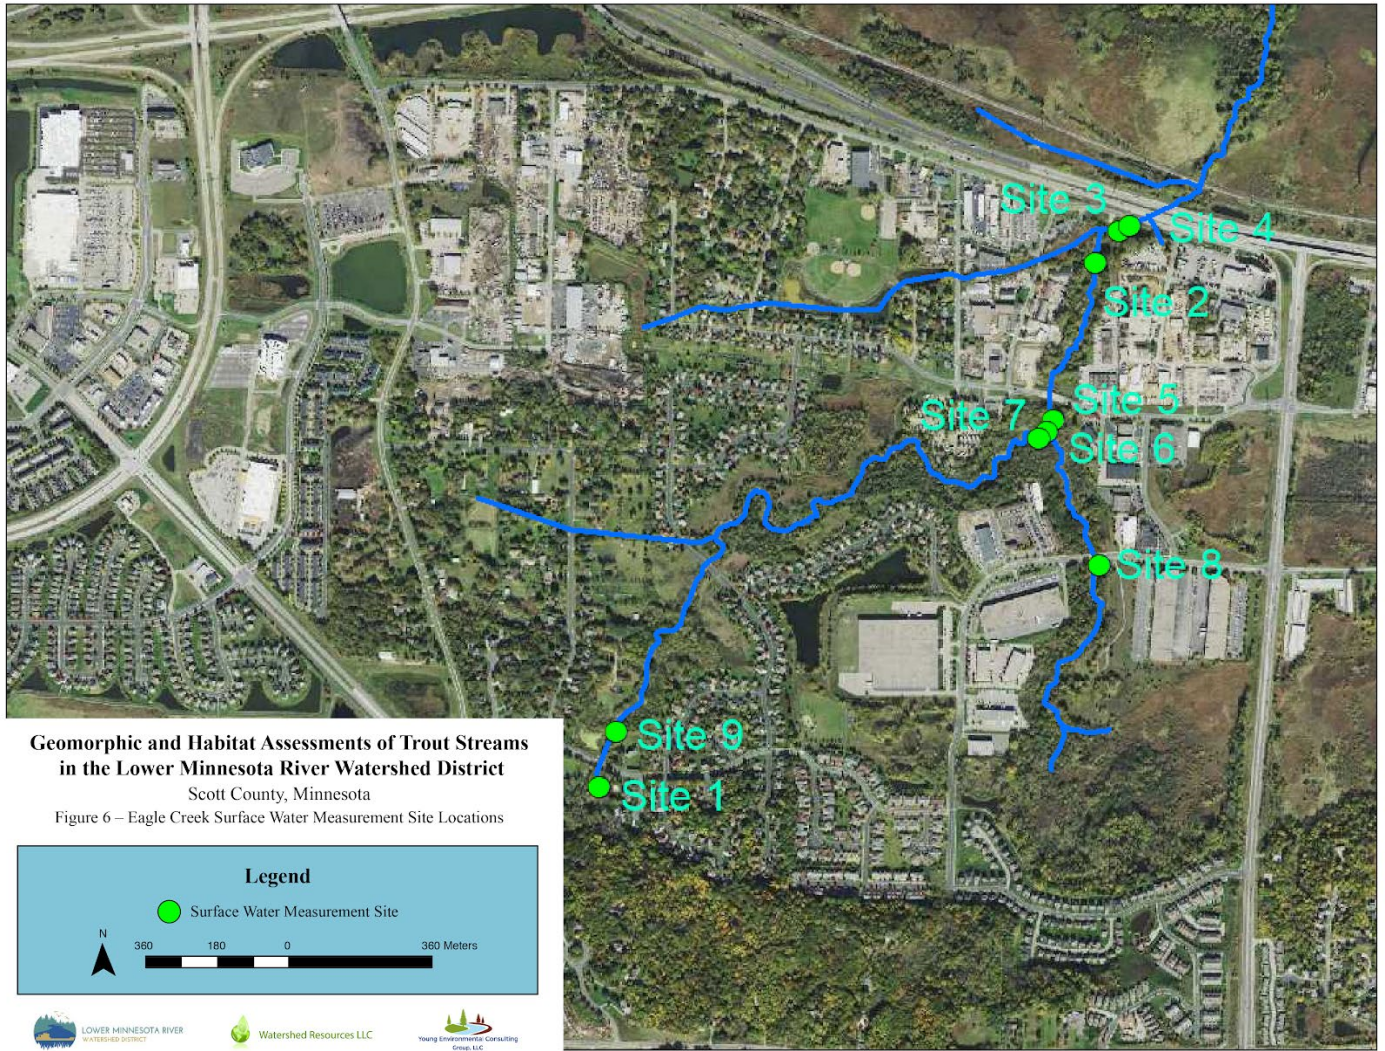 Site 3
Site 4
Site 2
Site 5
Site 7
Site 6
Site 8
Site 9
Site 1
Geomorphic and Habitat Assessments of Trout Streams
in the Lower Minnesota River Watershed District
Scott County, Minnesota
Figure 6 – Eagle Creek Surface Water Measurement Site Locations
Legend
Surface Water Measurement Site
N
360 180 0 360 Meters
LOWER MINNESOTA RIVER
WATERSHED DISTRICT
Watershed Resources LLC
Young Environmental Consulting
Group, LLC